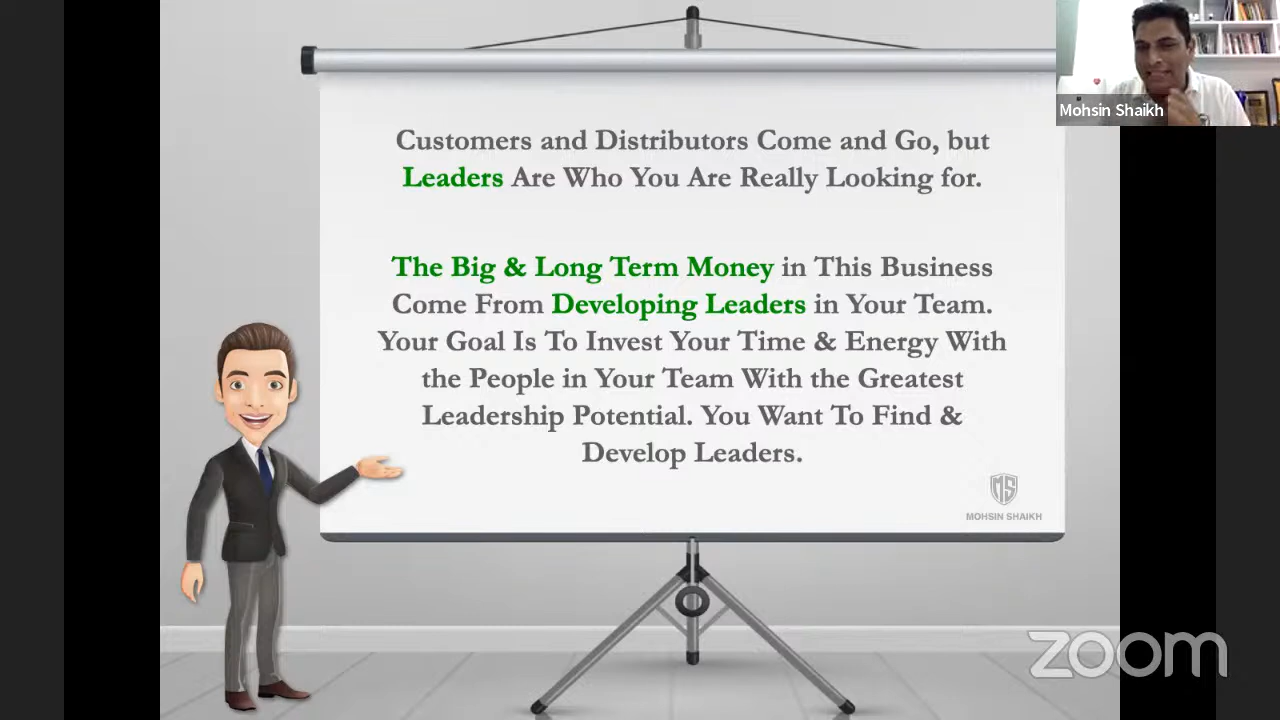 Mohsin Shaikh
Customers and Distributors Come and Go, but
Leaders Are Who You Are Really Looking for.
The Big & Long Term Money in This Business
Come From Developing Leaders in Your Team.
Your Goal Is To Invest Your Time & Energy With
the People in Your Team With the Greatest
Leadership Potential. You Want To Find &
Develop Leaders.
MS
MOHSIN SHAIKH
zoom